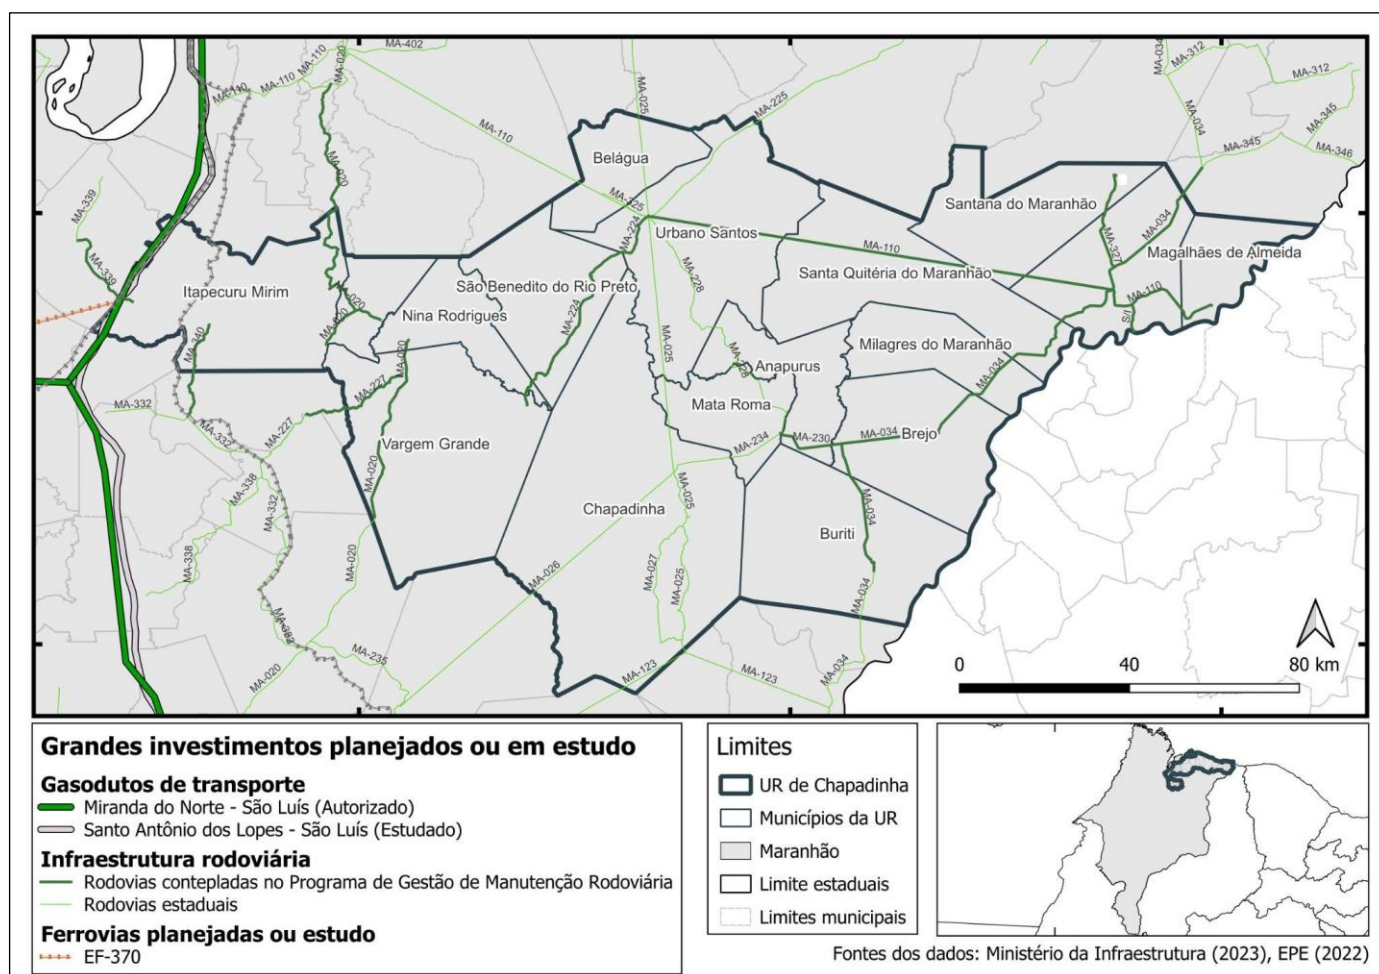 MA-402
MA-020
MA-110
MA-110
MA-110
MA-025
MA-225
MA-034
MA-312
MA-312
MA-110
MA-034
MA-345
MA-345
MA-346
Belágua
MA-020
MA-339
MA-225
Santana do Maranhão
MA-224
Urbano Santos
MA-110
MA-034
MA-327
Magalhães de Almeida
MA-339
Itapecuru Mirim
São Benedito do Rio Preto
MA-228
Santa Quitéria do Maranhão
MA-020
MA-110
Nina Rodrigues
MA-224
S/I
MA-020
MA-340
MA-020
MA-025
Milagres do Maranhão
MA-228
Anapurus
MA-034
MA-227
Mata Roma
MA-332
MA-227
MA-332
MA-234
MA-230
MA-034
Brejo
Vargem Grande
MA-020
MA-338
MA-332
Chapadinha
MA-025
MA-034
Buriti
MA-338
MA-020
MA-026
MA-027
MA-025
MA-034
MA-235
MA-020
MA-123
MA-123
MA-034
0 40 80 km
Grandes investimentos planejados ou em estudo
Gasodutos de transporte
Miranda do Norte - São Luís (Autorizado)
Santo Antônio dos Lopes - São Luís (Estudado)
Infraestrutura rodoviária
Rodovias contepladas no Programa de Gestão de Manutenção Rodoviária
Rodovias estaduais
Ferrovias planejadas ou estudo
EF-370
Limites
UR de Chapadinha
Municípios da UR
Maranhão
Limite estaduais
Limites municipais
Fontes dos dados: Ministério da Infraestrutura (2023), EPE (2022)